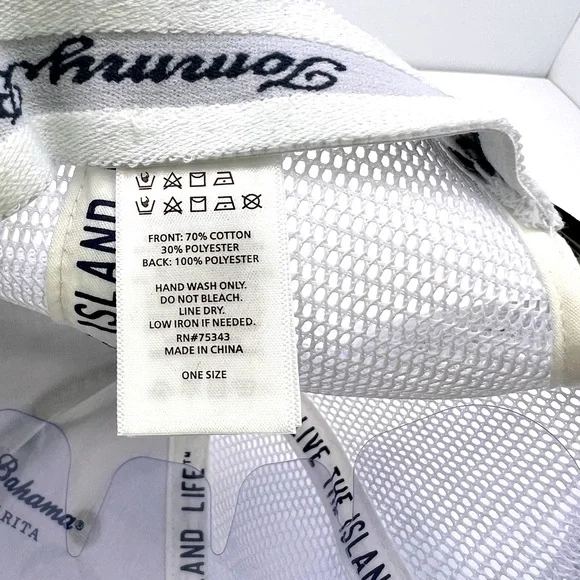 Tommy
ISLAND
FRONT: 70% COTTON
30% POLYESTER
BACK: 100% POLYESTER
HAND WASH ONLY.
DO NOT BLEACH.
LINE DRY.
LOW IRON IF NEEDED.
RN#75343
MADE IN CHINA
ONE SIZE
Bahama®
RITA
AND LIFE™
LIVE THE ISLAND